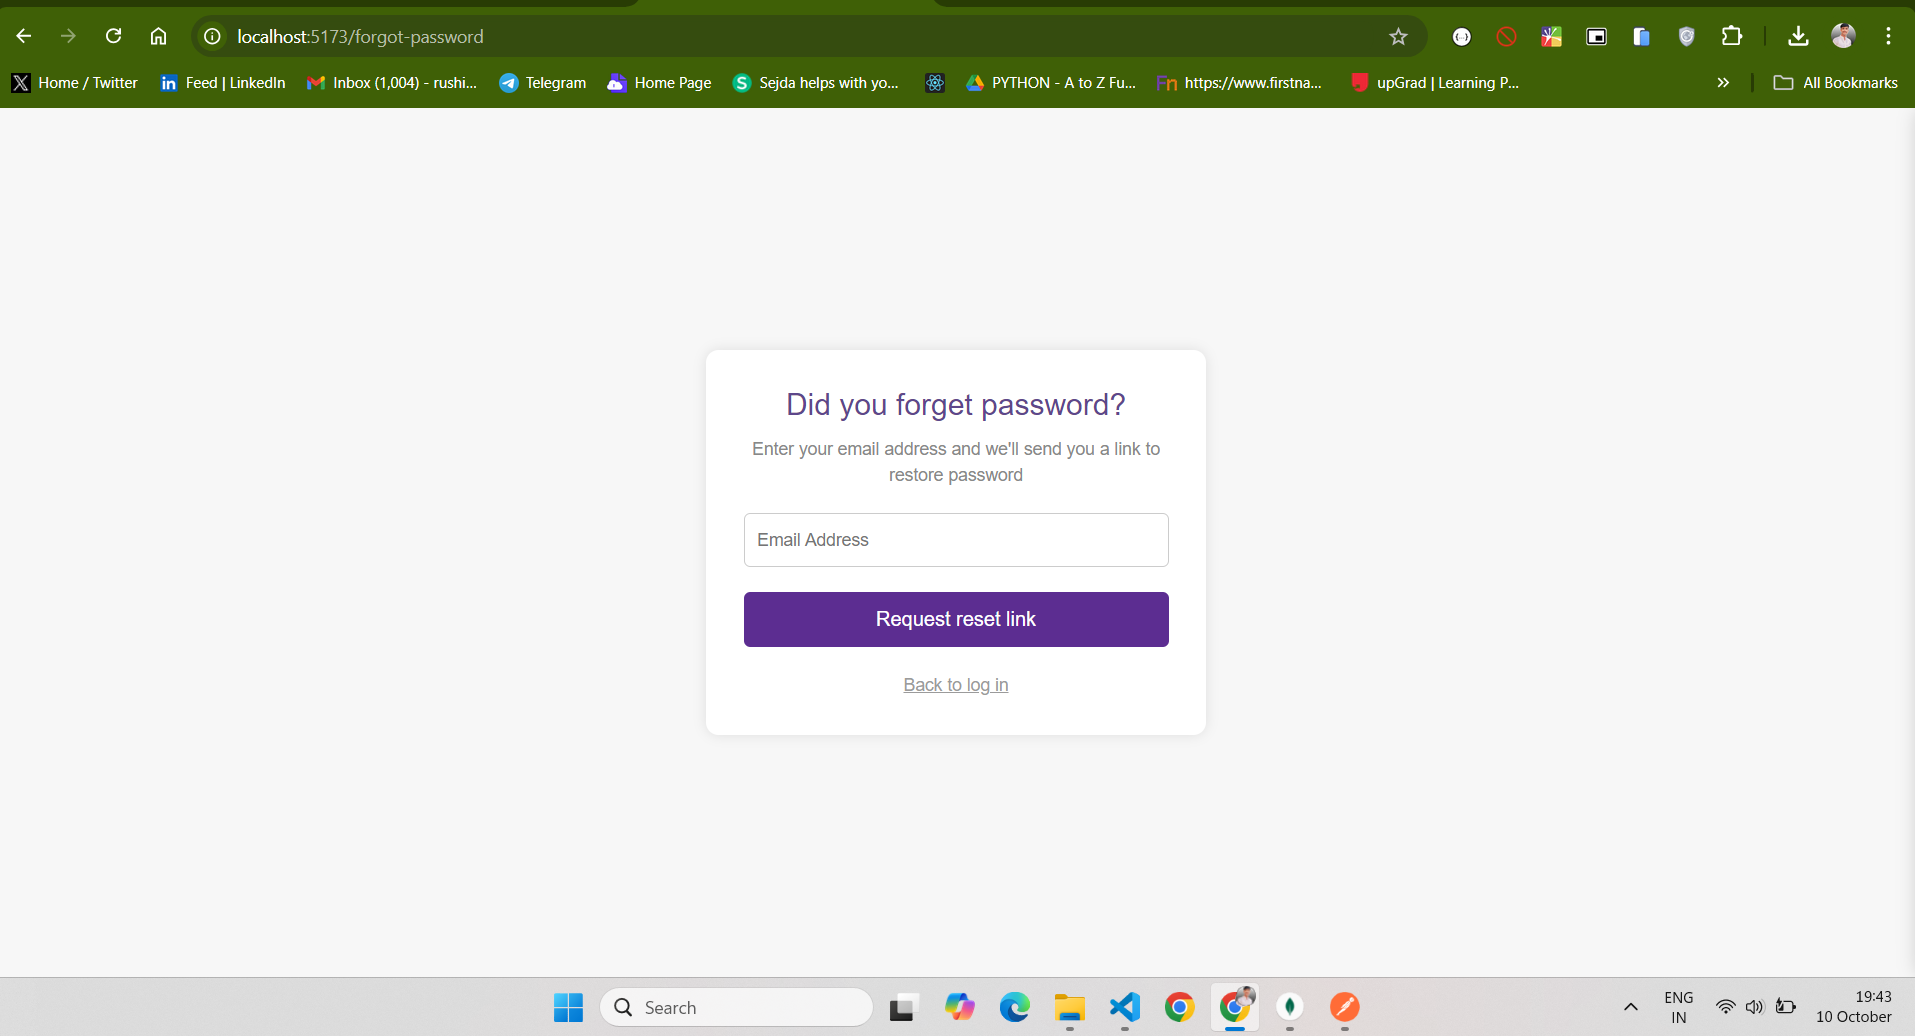 localhost:5173/forgot-password
Home / Twitter
Feed | LinkedIn
Inbox (1,004) - rushi...
Telegram
Home Page
Sejda helps with yo...
PYTHON - A to Z Fu...
https://www.firstna...
upGrad | Learning P...
All Bookmarks
Did you forget password?
Enter your email address and we'll send you a link to
restore password
Email Address
Request reset link
Back to log in
Search
ENG
IN
19:43
10 October